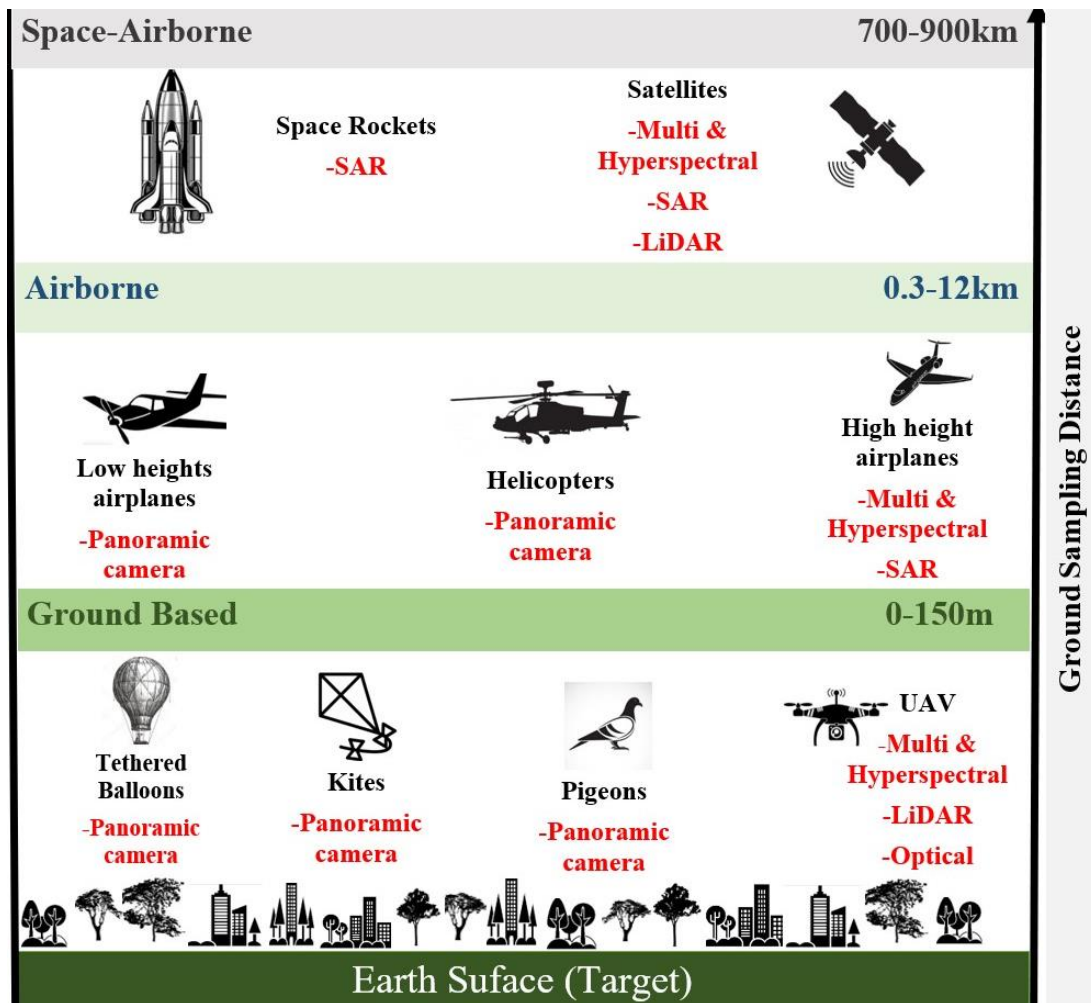 Space-Airborne 700-900km
Space Rockets
-SAR
Satellites
-Multi &
Hyperspectral
-SAR
-LiDAR
Airborne 0.3-12km
Low heights
airplanes
-Panoramic
camera
Helicopters
-Panoramic
camera
High height
airplanes
-Multi &
Hyperspectral
-SAR
Ground Based 0-150m
Tethered
Balloons
-Panoramic
camera
Kites
-Panoramic
camera
Pigeons
-Panoramic
camera
UAV
-Multi &
Hyperspectral
-LiDAR
-Optical
Earth Suface (Target)
Ground Sampling Distance